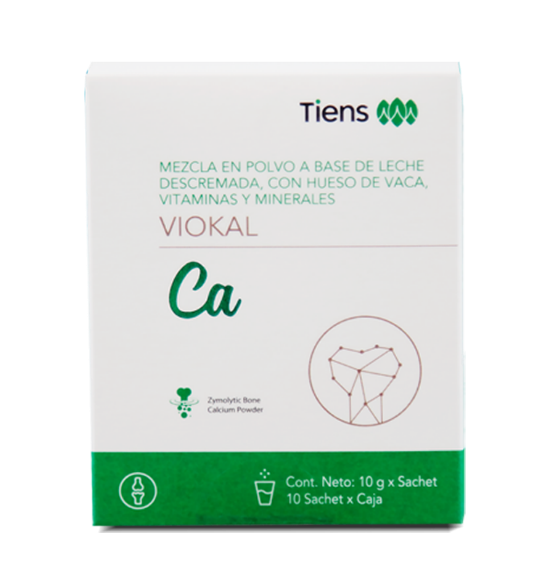 Tiens
MEZCLA EN POLVO A BASE DE LECHE
DESCREMADA, CON HUESO DE VACA,
VITAMINAS Y MINERALES
VIOKAL
Ca
Zymolytic Bone
Calcium Powder
Cont. Neto: 10 g x Sachet
10 Sachet x Caja